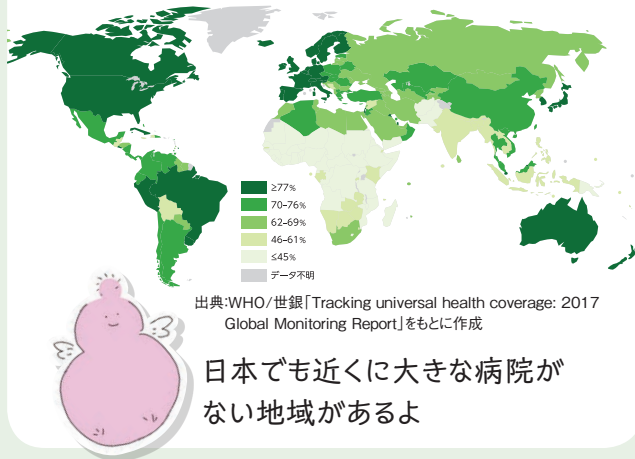 ≥77%
70-76%
62-69%
46-61%
≤45%
データ不明
出典:WHO/世銀「Tracking universal health coverage: 2017
Global Monitoring Report」をもとに作成
日本でも近くに大きな病院が
ない地域があるよ